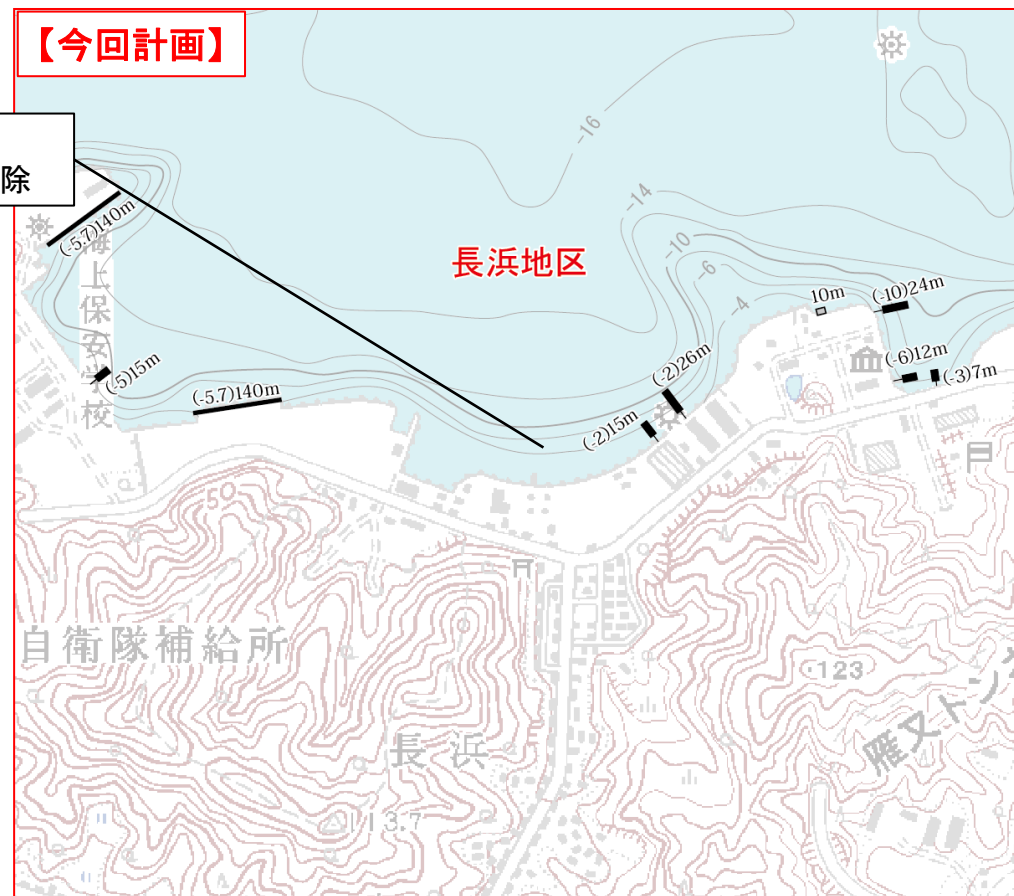 【今回計画】
除
-16
-14
-10
-6
-4
長浜地区
(-5.7)140m
海上保安学校
(-5)15m
(-5.7)140m
10m
(-10)24m
(-6)12m
(-3)7m
(-2)26m
(-2)15m
50
自衛隊補給所
長浜
113.7
123
雁又トン